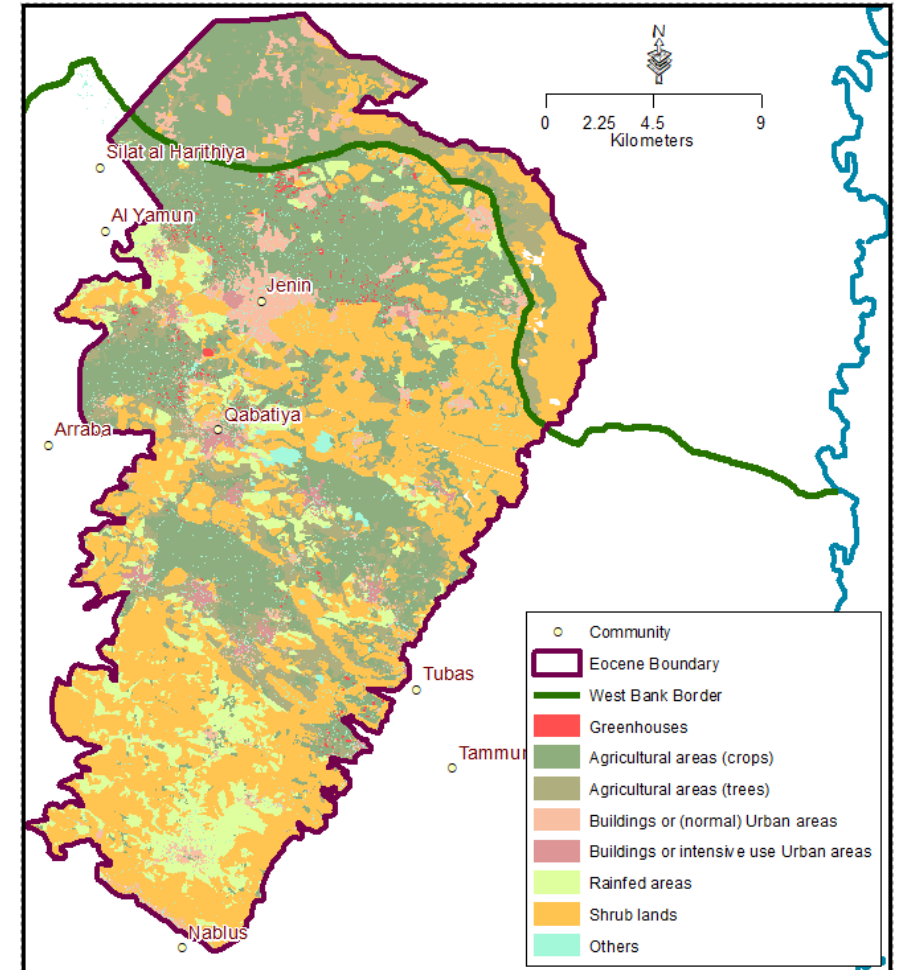 N
0 2.25 4.5 9
Kilometers
Silat al Harithiya
Al Yamun
Jenin
Qabatiya
Arraba
Tubas
Tammun
Nablus
Community
Eocene Boundary
West Bank Border
Greenhouses
Agricultural areas (crops)
Agricultural areas (trees)
Buildings or (normal) Urban areas
Buildings or intensive use Urban areas
Rainfed areas
Shrub lands
Others